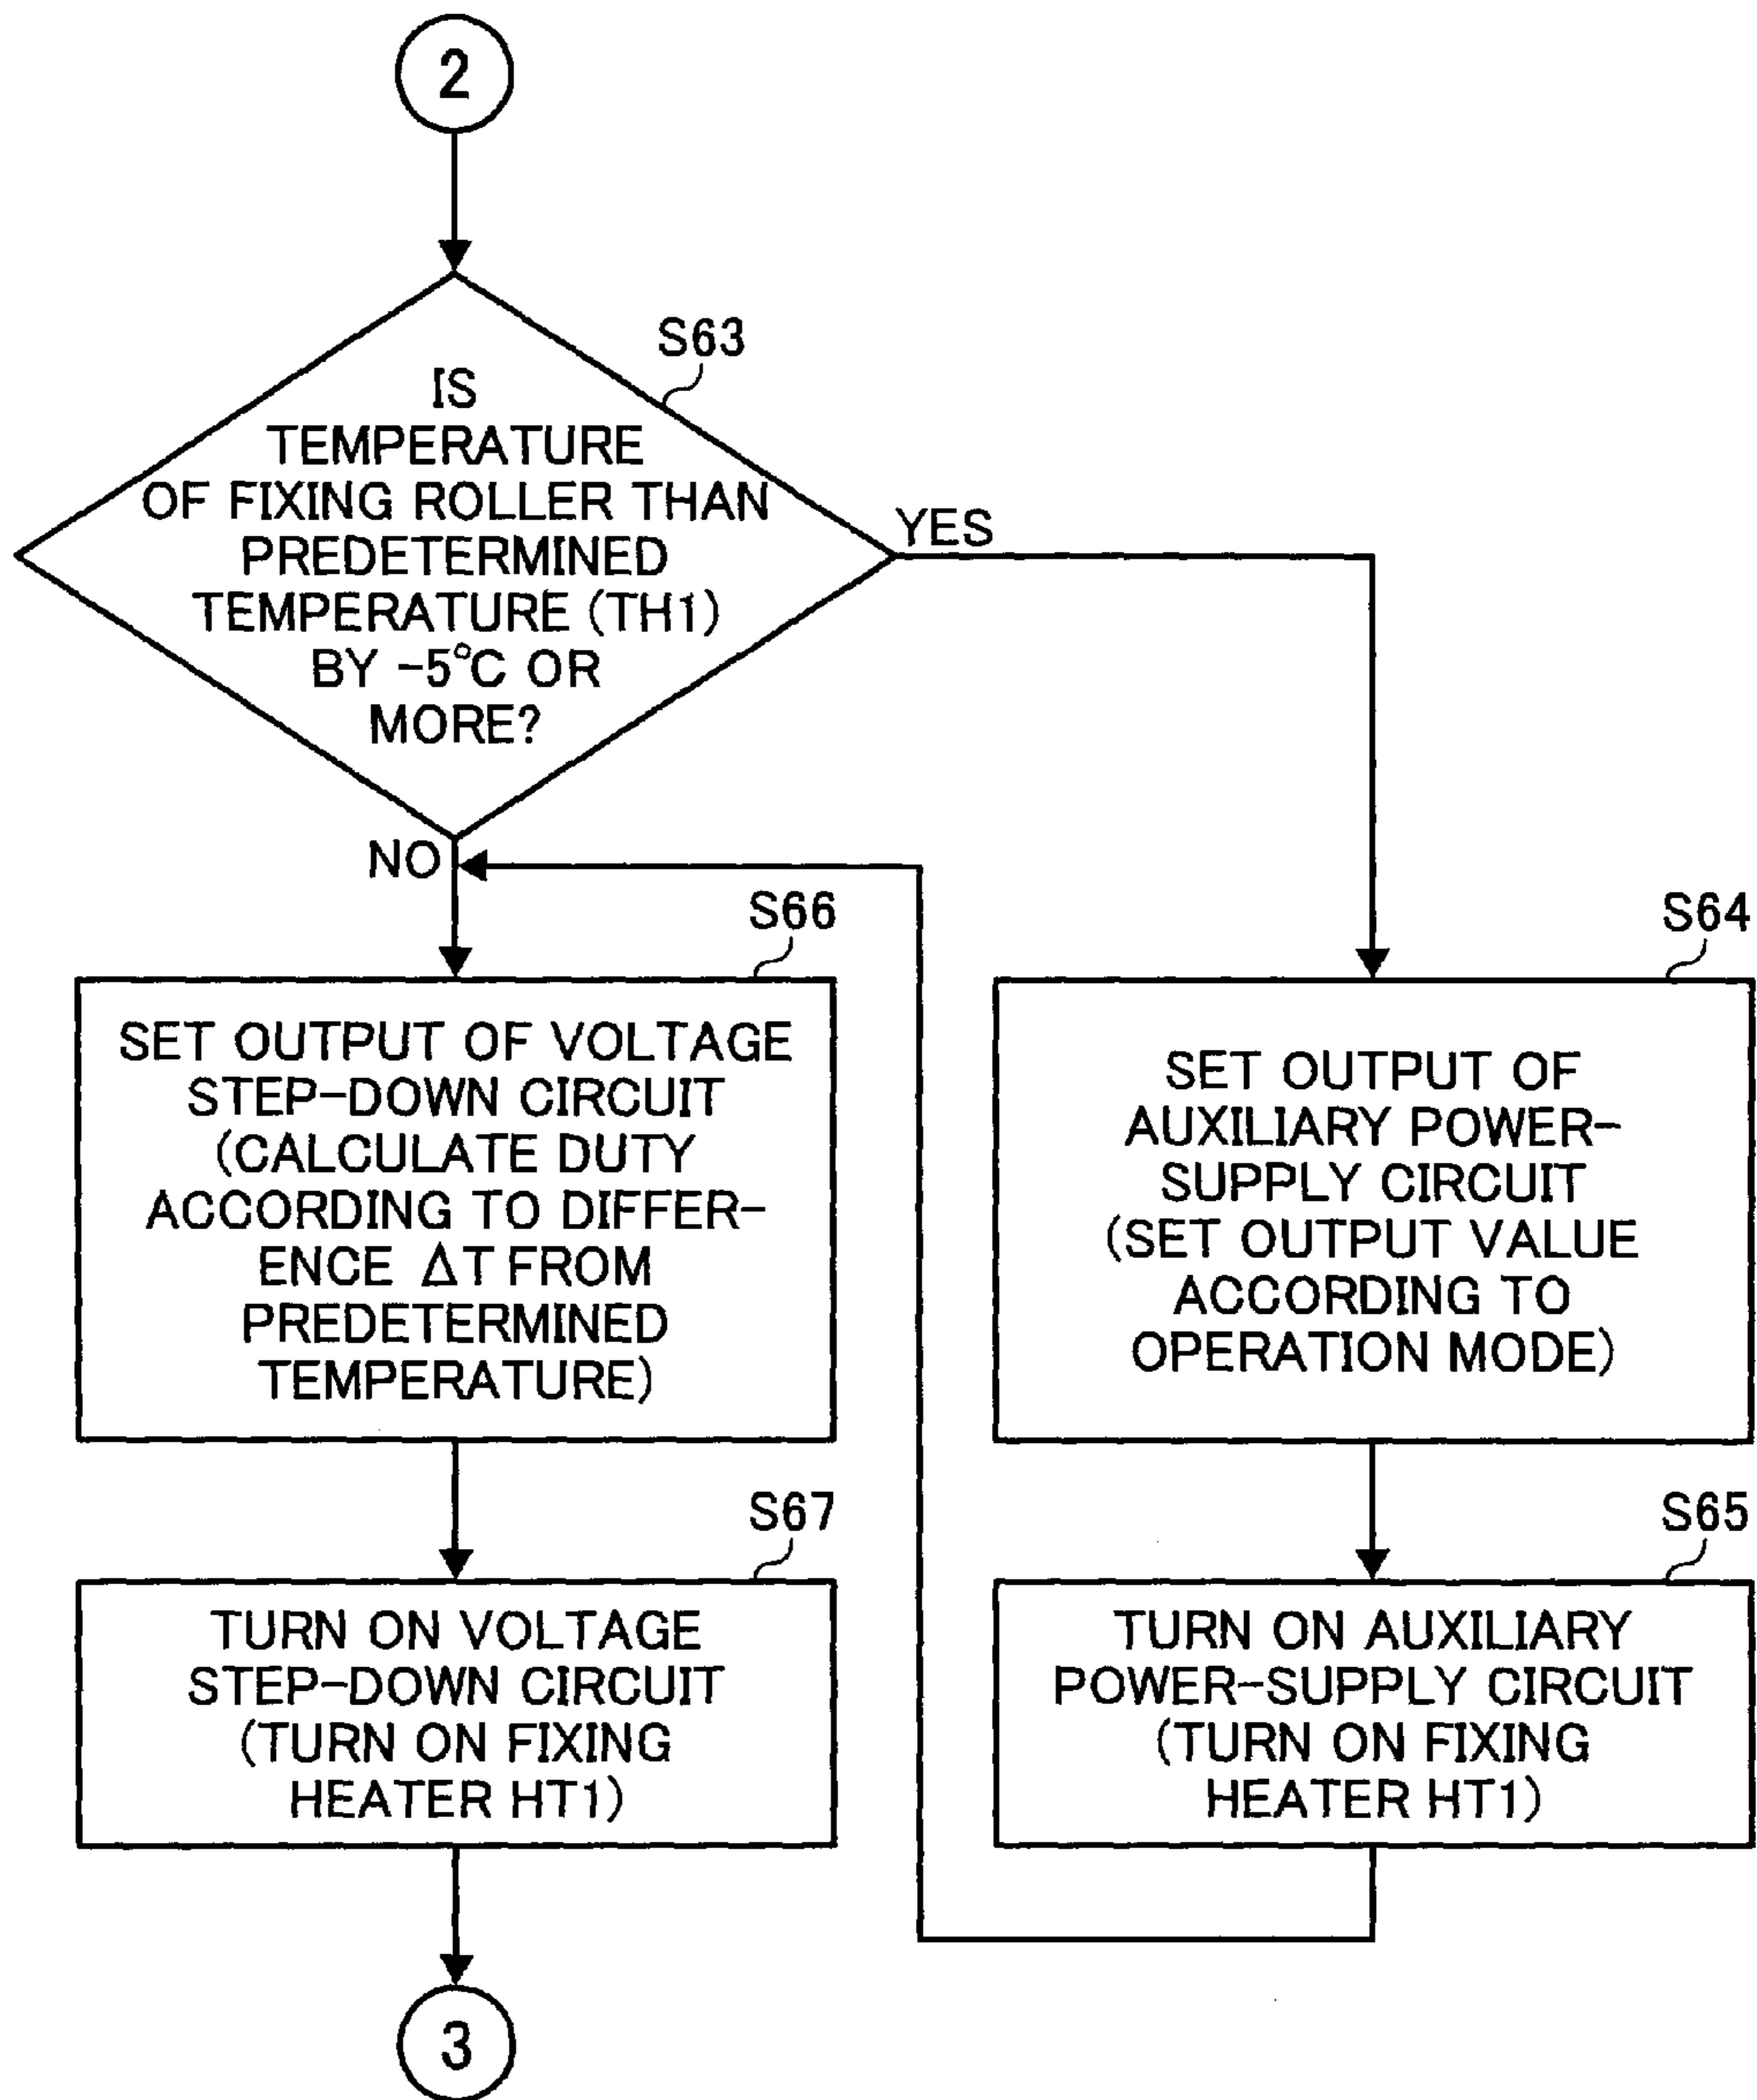 2
S63
IS
TEMPERATURE
OF FIXING ROLLER THAN
PREDETERMINED
TEMPERATURE (TH1)
BY -5°C OR
MORE?
YES
NO
S66
SET OUTPUT OF VOLTAGE
STEP-DOWN CIRCUIT
(CALCULATE DUTY
ACCORDING TO DIFFER-
ENCE ΔT FROM
PREDETERMINED
TEMPERATURE)
S64
SET OUTPUT OF
AUXILIARY POWER-
SUPPLY CIRCUIT
(SET OUTPUT VALUE
ACCORDING TO
OPERATION MODE)
S67
TURN ON VOLTAGE
STEP-DOWN CIRCUIT
(TURN ON FIXING
HEATER HT1)
S65
TURN ON AUXILIARY
POWER-SUPPLY CIRCUIT
(TURN ON FIXING
HEATER HT1)
3